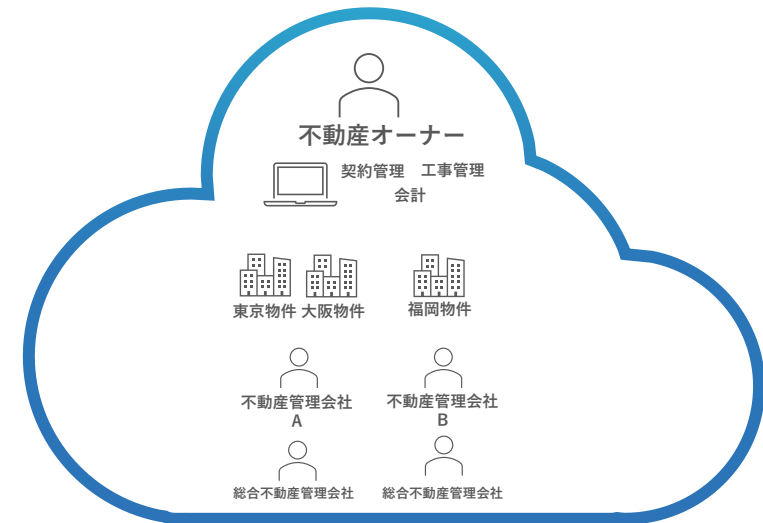 不動産オーナー
契約管理 工事管理
会計
東京物件 大阪物件 福岡物件
不動産管理会社 不動産管理会社
A B
総合不動産管理会社 総合不動産管理会社